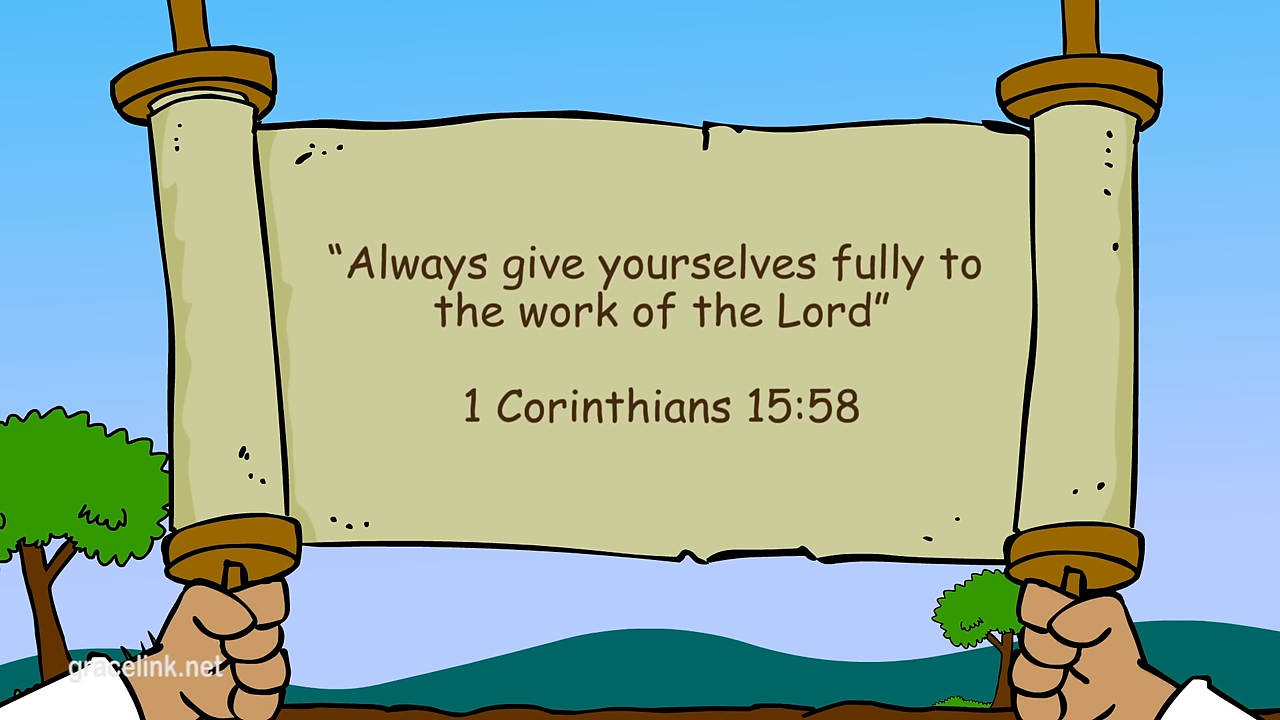 “Always give yourselves fully to
the work of the Lord”
1 Corinthians 15:58
gracelink.net